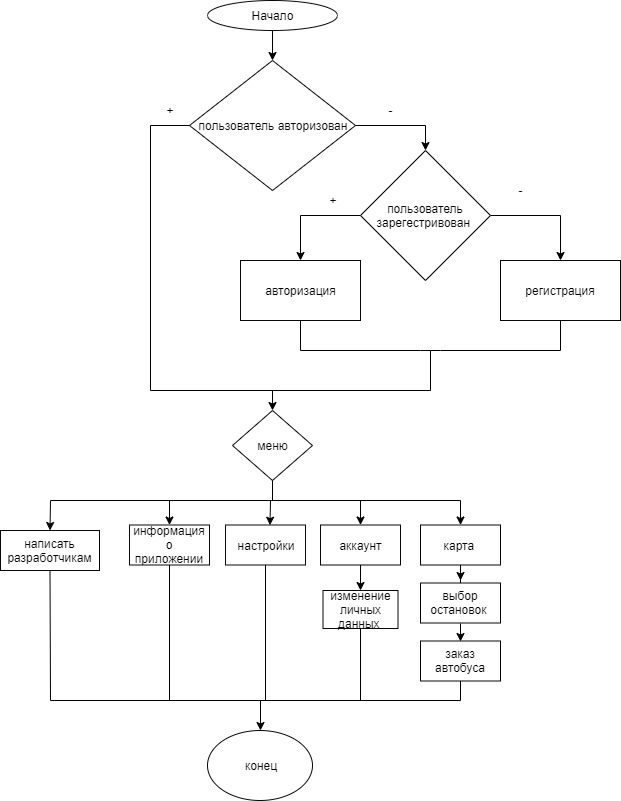 Начало
+
-
пользователь авторизован
-
+
пользователь
зарегестривован
авторизация
регистрация
меню
написать
разработчикам
информация
о
приложении
настройки
аккаунт
карта
изменение
личных
данных
выбор
остановок
заказ
автобуса
конец